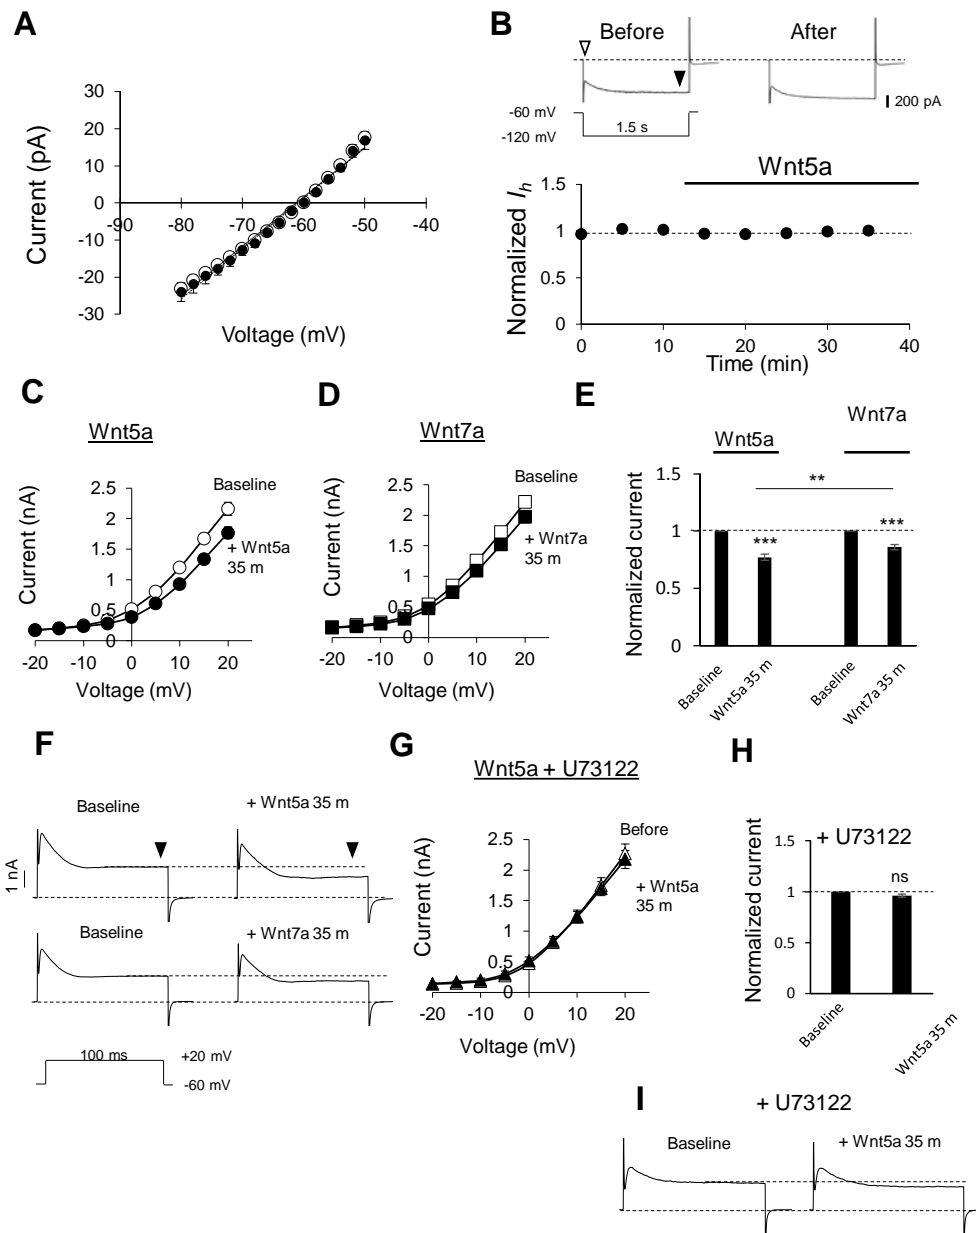 A
Current (pA)
30
20
10
0
-10
-20
-30
-90
-80
-70
-60
-50
-40
Voltage (mV)
B
Before
After
200 pA
-60 mV
-120 mV
1.5 s
Wnt5a
Normalized Ih
1.5
1
0.5
0
0
10
20
30
40
Time (min)
C
Wnt5a
Current (nA)
2.5
2
1.5
1
0.5
0
Baseline
+ Wnt5a
35 m
-20
-10
0
10
20
Voltage (mV)
D
Wnt7a
Current (nA)
2.5
2
1.5
1
0.5
0
Baseline
+ Wnt7a
35 m
-20
-10
0
10
20
Voltage (mV)
E
Wnt5a
Wnt7a
Normalized current
1.5
1
0.5
0
**
***
***
Baseline
Wnt5a 35 m
Baseline
Wnt7a 35 m
F
Baseline
+ Wnt5a 35 m
1 nA
Baseline
+ Wnt7a 35 m
100 ms
+20 mV
-60 mV
G
Wnt5a + U73122
Current (nA)
2.5
2
1.5
1
0.5
0
Before
+ Wnt5a
35 m
-20
-10
0
10
20
Voltage (mV)
H
+ U73122
Normalized current
1.5
1
0.5
0
ns
Baseline
Wnt5a 35 m
I
+ U73122
Baseline
+ Wnt5a 35 m